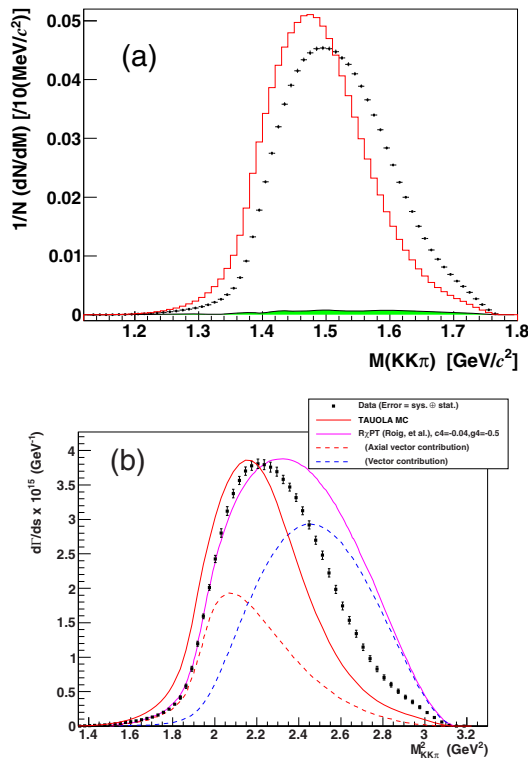 (a)
1/N (dN/dM) [/10(MeV/c²)]
0.05
0.04
0.03
0.02
0.01
0
1.2 1.3 1.4 1.5 1.6 1.7 1.8
M(KKπ) [GeV/c²]
(b)
Data (Error = sys. ⊕ stat.)
TAUOLA MC
RχPT (Roig, et al.), c4=-0.04,g4=-0.5
(Axial vector contribution)
(Vector contribution)
dΓ/ds × 10¹⁵ (GeV⁻¹)
4
3.5
3
2.5
2
1.5
1
0.5
0
1.4 1.6 1.8 2 2.2 2.4 2.6 2.8 3 3.2
M²KKπ (GeV²)